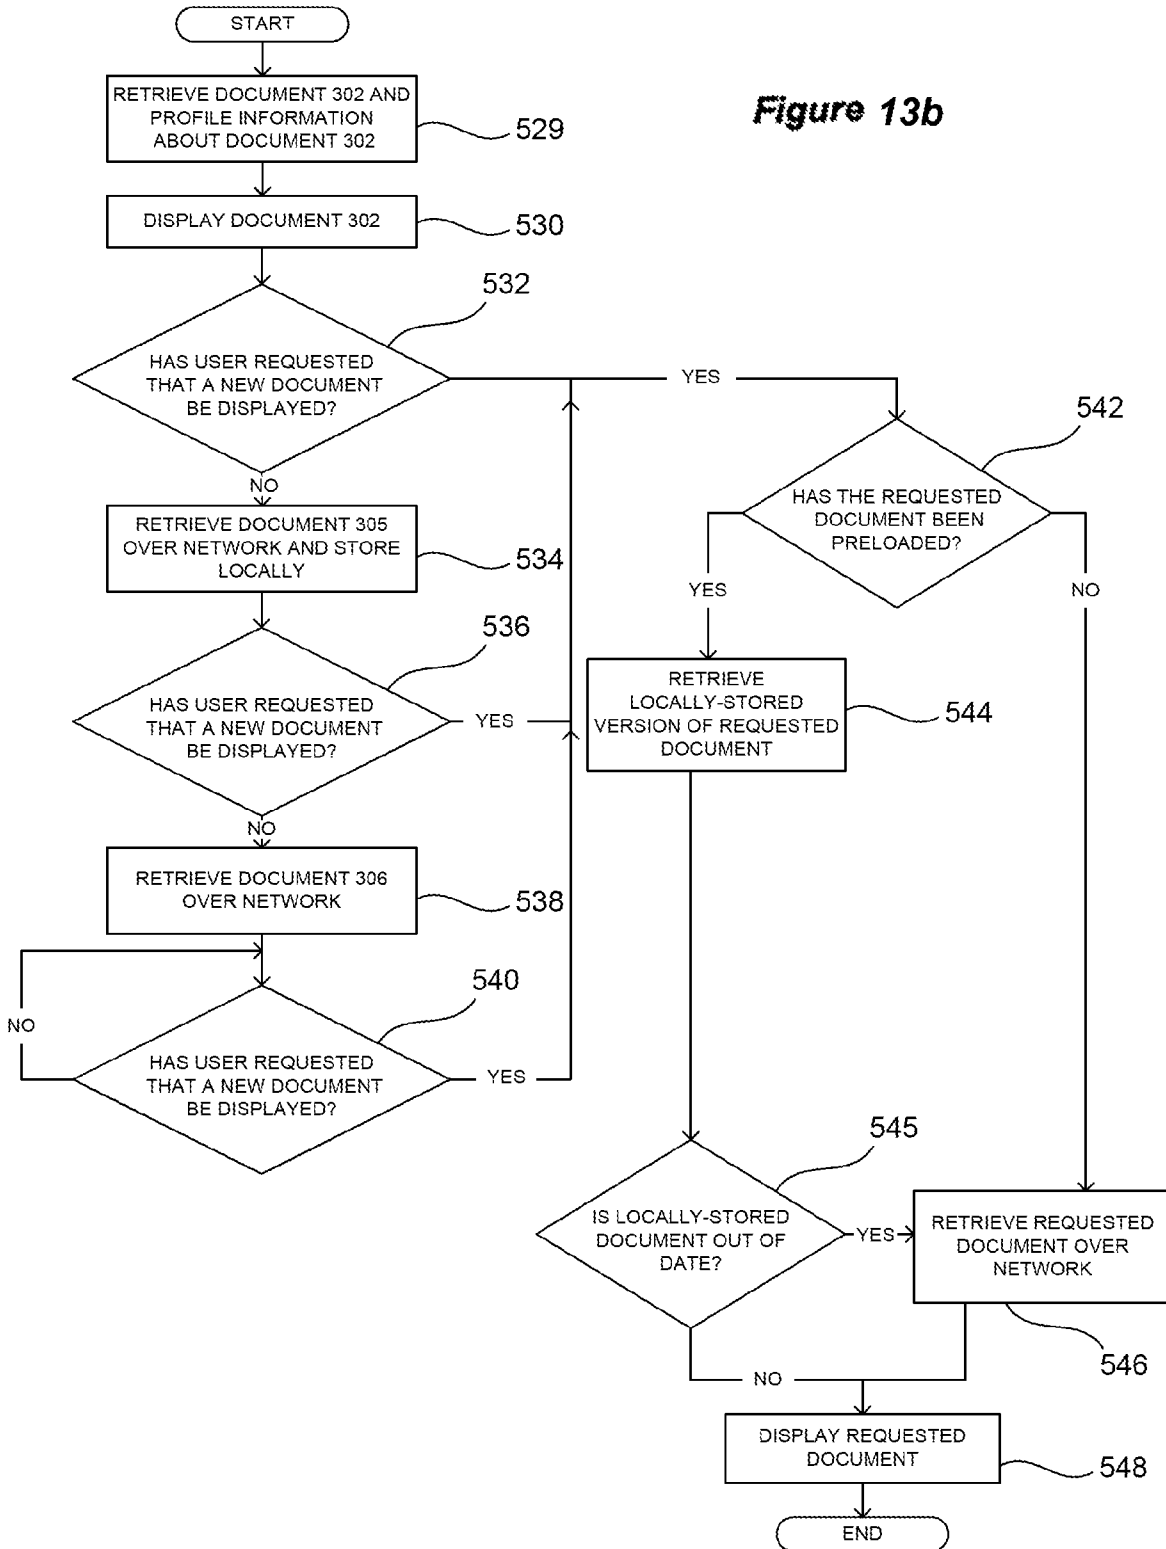 START
Figure 13b
RETRIEVE DOCUMENT 302 AND
PROFILE INFORMATION
ABOUT DOCUMENT 302
529
DISPLAY DOCUMENT 302
530
532
HAS USER REQUESTED
THAT A NEW DOCUMENT
BE DISPLAYED?
YES
NO
542
HAS THE REQUESTED
DOCUMENT BEEN
PRELOADED?
YES
NO
RETRIEVE DOCUMENT 305
OVER NETWORK AND STORE
LOCALLY
534
536
HAS USER REQUESTED
THAT A NEW DOCUMENT
BE DISPLAYED?
YES
NO
RETRIEVE
LOCALLY-STORED
VERSION OF REQUESTED
DOCUMENT
544
RETRIEVE DOCUMENT 306
OVER NETWORK
538
540
NO
HAS USER REQUESTED
THAT A NEW DOCUMENT
BE DISPLAYED?
YES
545
IS LOCALLY-STORED
DOCUMENT OUT OF
DATE?
YES
NO
RETRIEVE REQUESTED
DOCUMENT OVER
NETWORK
546
DISPLAY REQUESTED
DOCUMENT
548
END